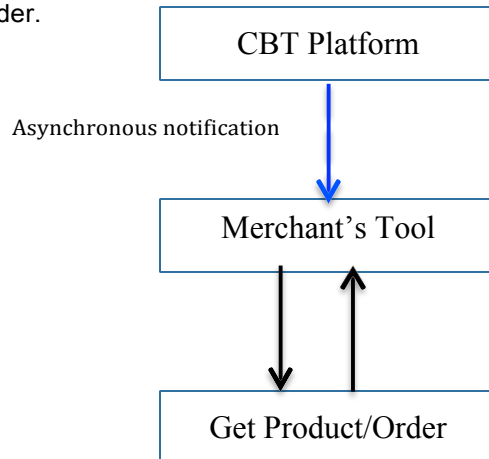 der.
CBT Platform
Asynchronous notification
Merchant’s Tool
Get Product/Order